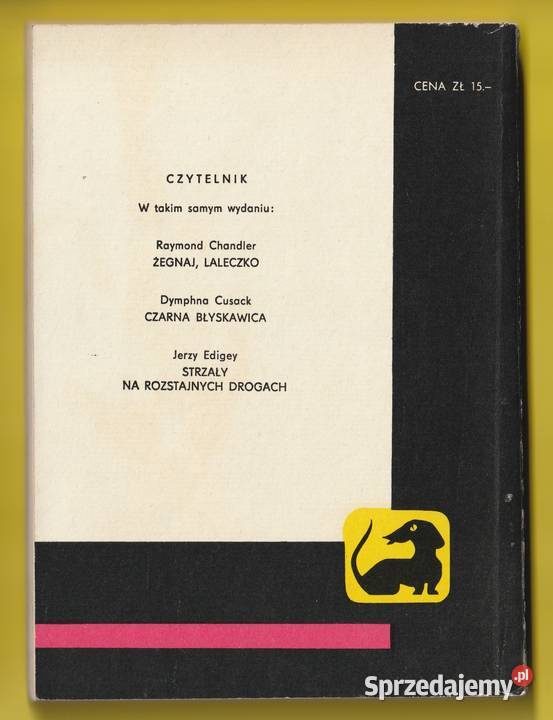 CENA ZŁ 15.–
CZYTELNIK
W takim samym wydaniu:
Raymond Chandler
ŻEGNAJ, LALECZKO
Dymphna Cusack
CZARNA BŁYSKAWICA
Jerzy Edigey
STRZAŁY
NA ROZSTAJNYCH DROGACH
Sprzedajemy.pl